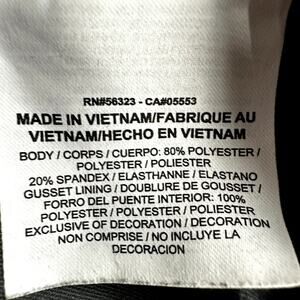 RN#56323 - CA#05553
MADE IN VIETNAM/FABRIQUE AU
VIETNAM/HECHO EN VIETNAM
BODY / CORPS / CUERPO: 80% POLYESTER /
POLYESTER / POLIESTER
20% SPANDEX / ELASTHANNE / ELASTANO
GUSSET LINING / DOUBLURE DE GOUSSET /
FORRO DEL PUENTE INTERIOR: 100%
POLYESTER / POLYESTER / POLIESTER
EXCLUSIVE OF DECORATION / DECORATION
NON COMPRISE / NO INCLUYE LA
DECORACION